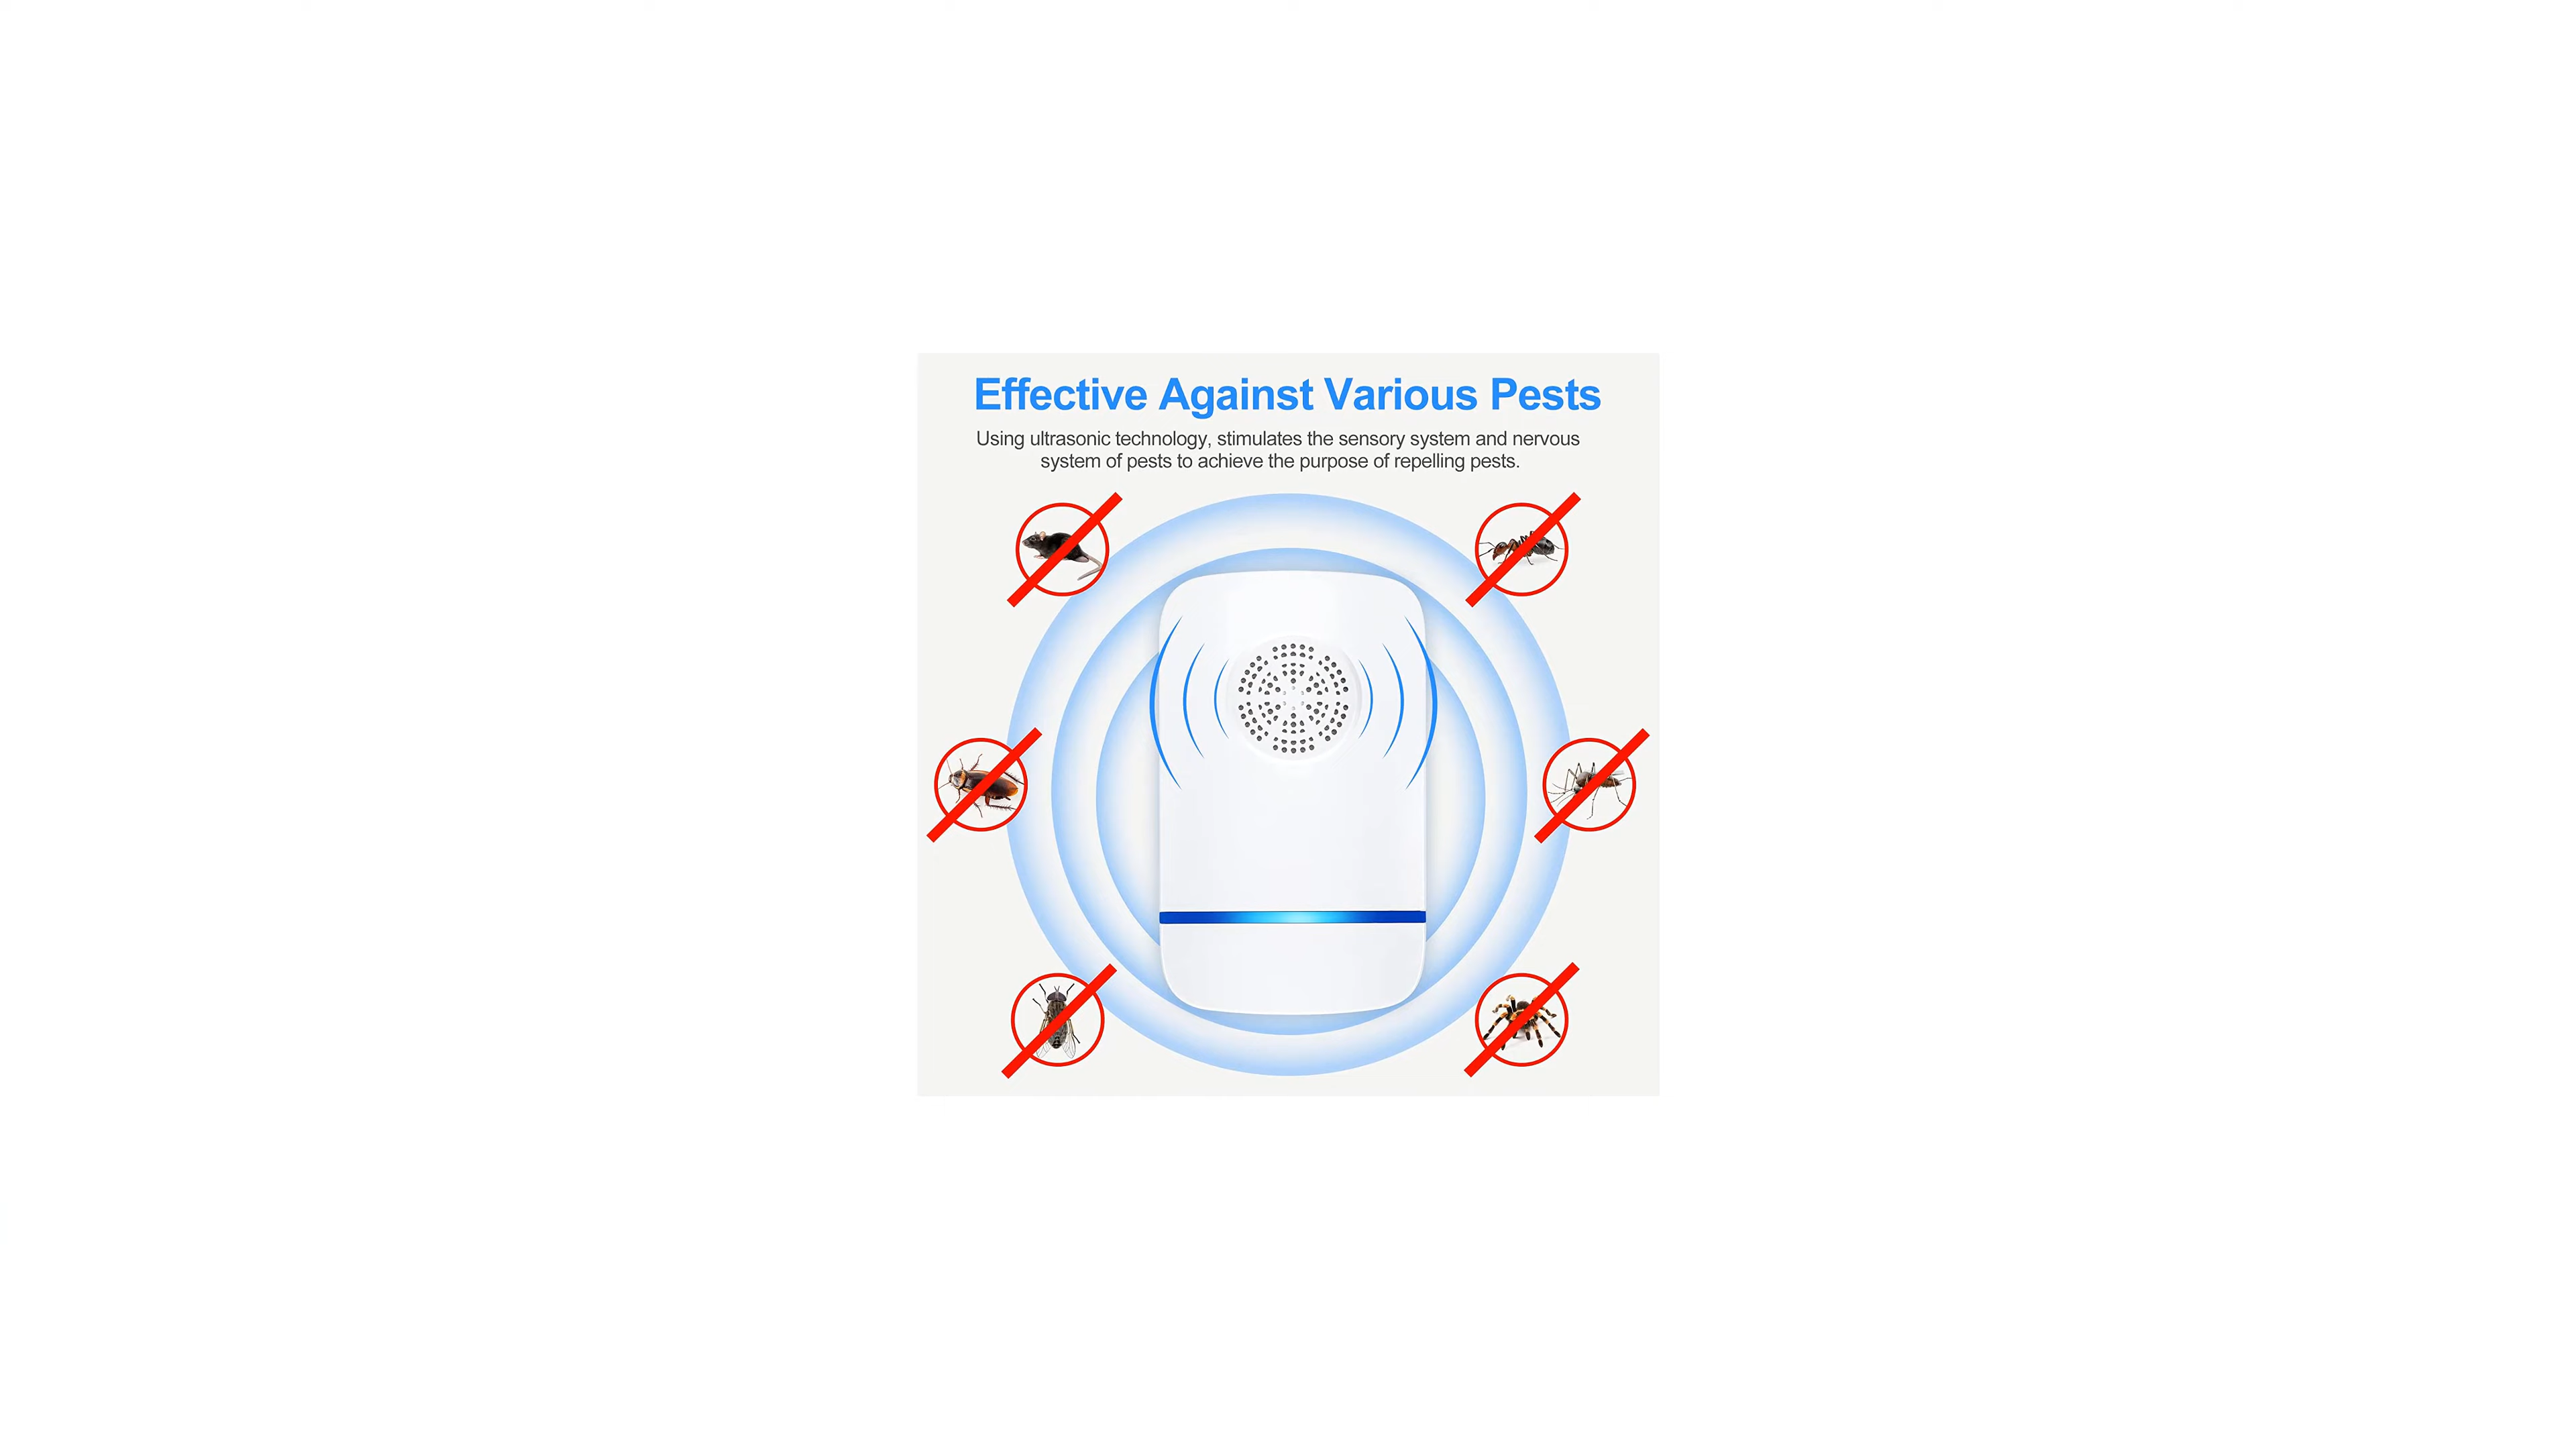 Effective Against Various Pests
Using ultrasonic technology, stimulates the sensory system and nervous
system of pests to achieve the purpose of repelling pests.